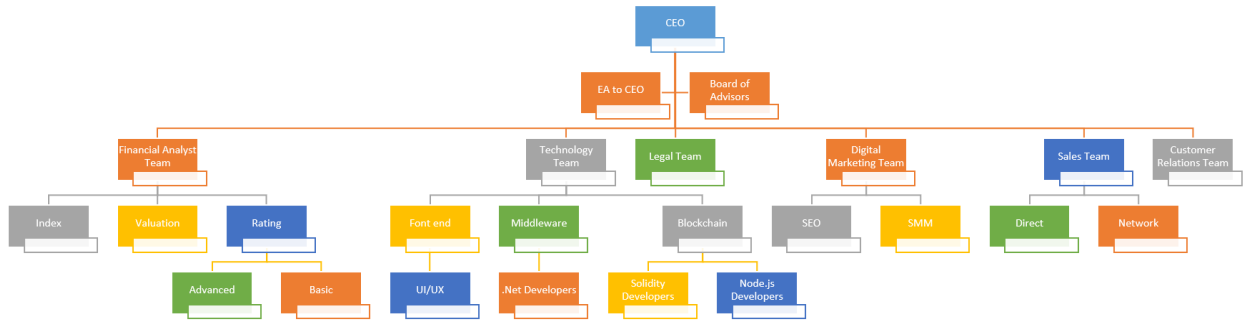 CEO
EA to CEO
Board of
Advisors
Financial Analyst
Team
Technology
Team
Legal Team
Digital
Marketing Team
Sales Team
Customer
Relations Team
Index
Valuation
Rating
Font end
Middleware
Blockchain
SEO
SMM
Direct
Network
Advanced
Basic
UI/UX
.Net Developers
Solidity
Developers
Node.js
Developers